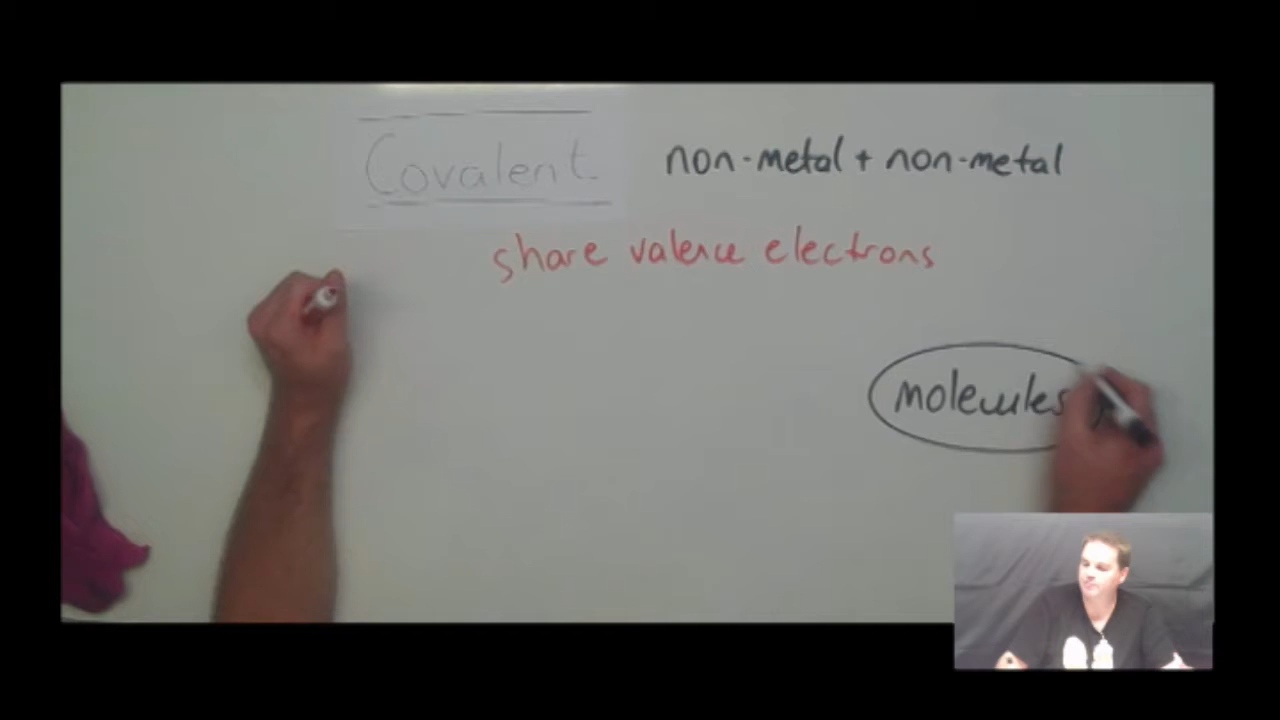 Covalent non-metal + non-metal
share valence electrons
molecules